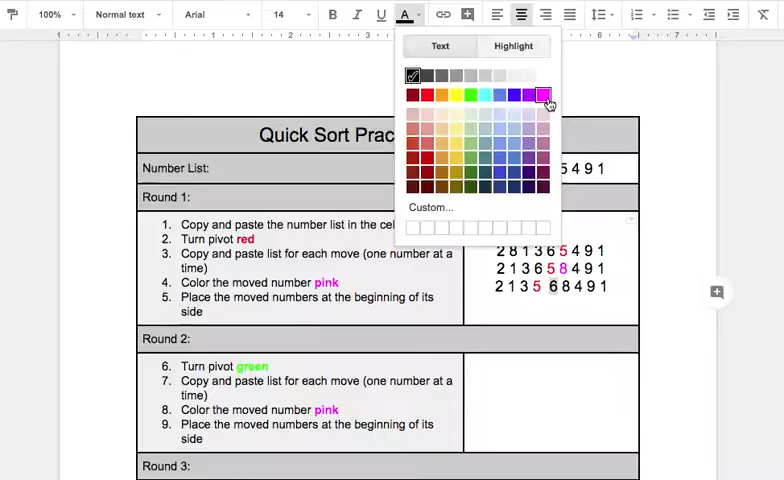 100% Normal text Arial 14 B I U A
1 1 6 7
Text Highlight
Quick Sort Prac
Number List: 5 4 9 1
Round 1:
1. Copy and paste the number list in the cel
2. Turn pivot red
3. Copy and paste list for each move (one number at a
time)
4. Color the moved number pink
5. Place the moved numbers at the beginning of its
side
Custom...
2 8 1 3 6 5 4 9 1
2 1 3 6 5 8 4 9 1
2 1 3 5 6 8 4 9 1
Round 2:
6. Turn pivot green
7. Copy and paste list for each move (one number at a
time)
8. Color the moved number pink
9. Place the moved numbers at the beginning of its
side
Round 3: